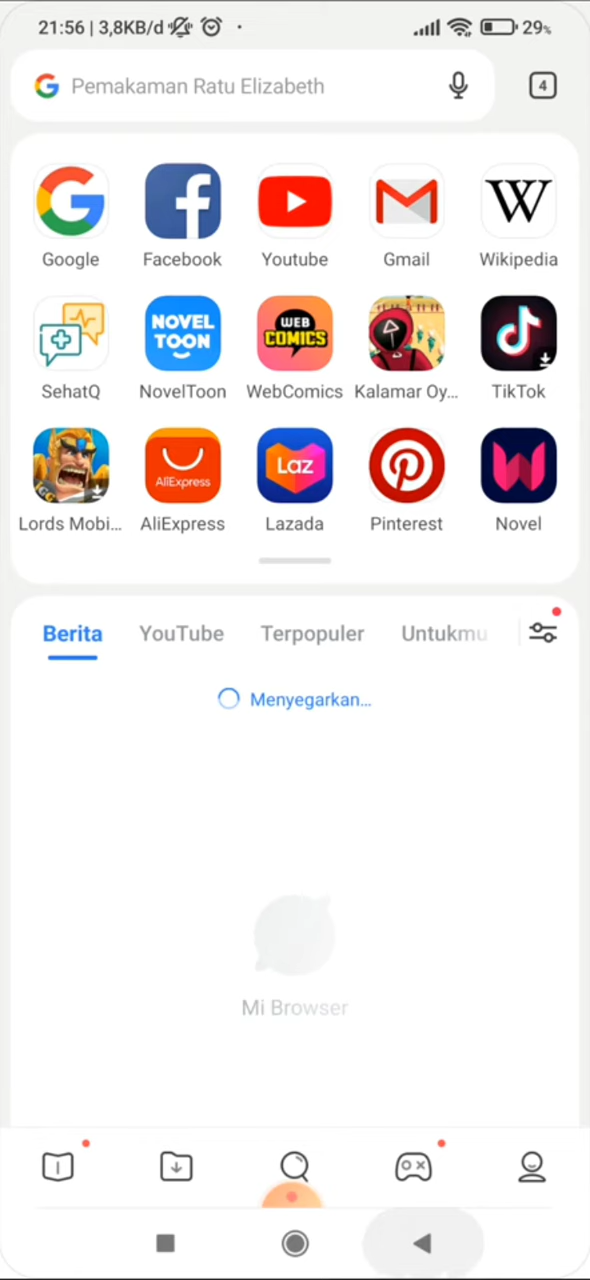 21:56 | 3,8KB/d
29%
Pemakaman Ratu Elizabeth
4
Google Facebook Youtube Gmail Wikipedia
NOVEL TOON
WEB COMICS
SehatQ NovelToon WebComics Kalamar Oy... TikTok
AliExpress
Laz
Lords Mobi... AliExpress Lazada Pinterest Novel
Berita YouTube Terpopuler Untukmu
Menyegarkan...
Mi Browser